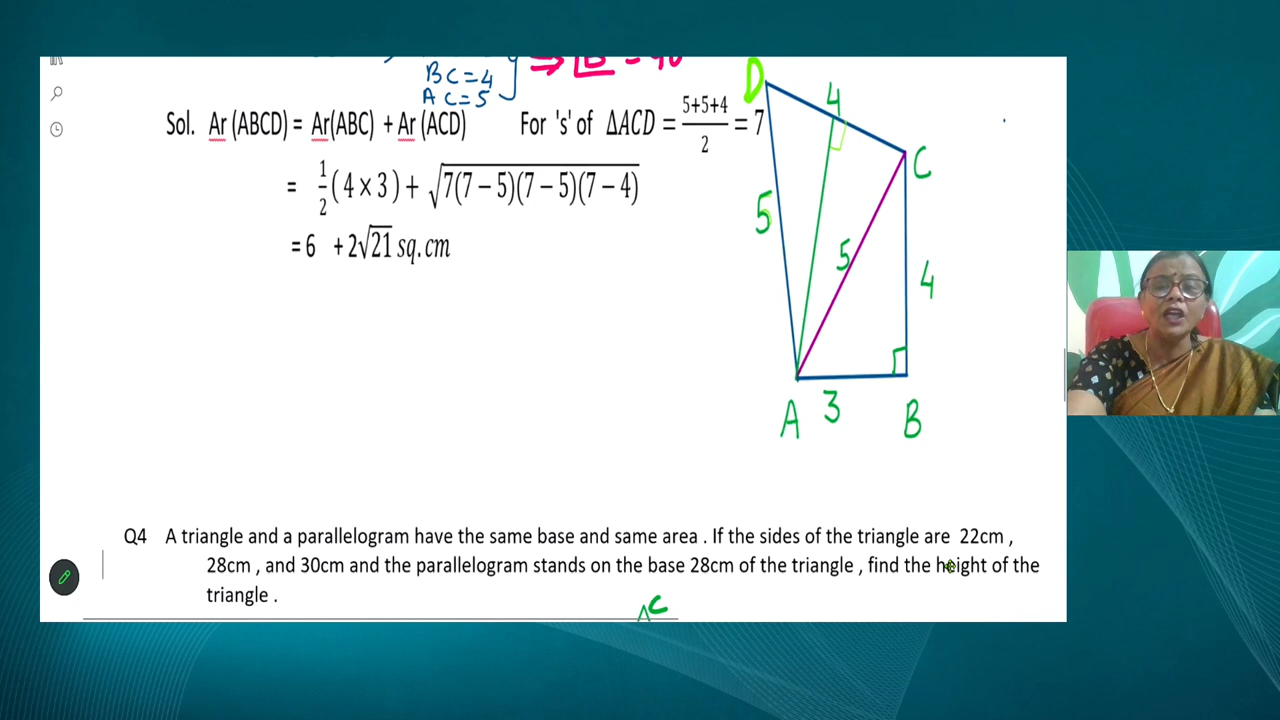 BC=4
AC=5
Sol. Ar (ABCD) = Ar(ABC) + Ar (ACD) For 's' of ΔACD = (5+5+4)/2 = 7
= 1/2 (4 × 3) + √(7(7 − 5)(7 − 5)(7 − 4))
= 6 + 2√21 sq. cm
D
4
C
5
5
4
A 3 B
Q4 A triangle and a parallelogram have the same base and same area . If the sides of the triangle are 22cm ,
28cm , and 30cm and the parallelogram stands on the base 28cm of the triangle , find the height of the
triangle .
C